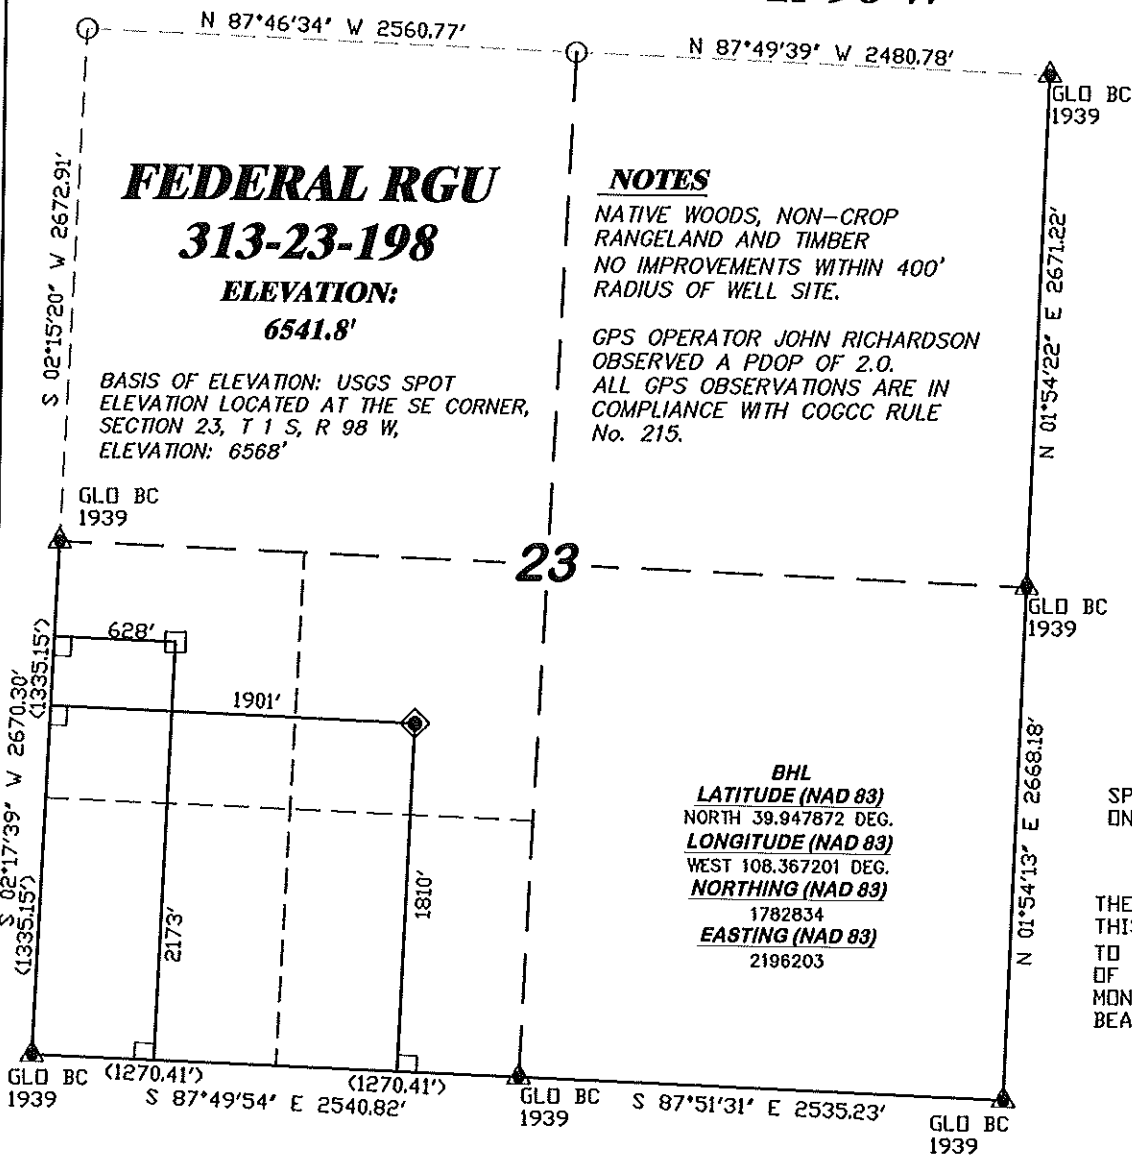 N 87°46'34" W 2560.77'
N 87°49'39" W 2480.78'
GLO BC
1939
S 02°15'20" W 2672.91'
FEDERAL RGU
313-23-198
ELEVATION:
6541.8'
BASIS OF ELEVATION: USGS SPOT
ELEVATION LOCATED AT THE SE CORNER,
SECTION 23, T 1 S, R 98 W,
ELEVATION: 6568'
NOTES
NATIVE WOODS, NON-CROP
RANGELAND AND TIMBER
NO IMPROVEMENTS WITHIN 400'
RADIUS OF WELL SITE.
GPS OPERATOR JOHN RICHARDSON
OBSERVED A PDOP OF 2.0.
ALL GPS OBSERVATIONS ARE IN
COMPLIANCE WITH COGCC RULE
No. 215.
N 01°54'22" E 2671.22'
GLO BC
1939
23
GLO BC
1939
628'
(1335.15')
S 02°17'39" W 2670.30'
(1335.15')
1901'
2173'
1810'
BHL
LATITUDE (NAD 83)
NORTH 39.947872 DEG.
LONGITUDE (NAD 83)
WEST 108.367201 DEG.
NORTHING (NAD 83)
1782834
EASTING (NAD 83)
2196203
N 01°54'13" E 2668.18'
SP
ON
THE
THIS
TO
OF
MON
BEA
GLO BC
1939
(1270.41')
(1270.41')
S 87°49'54" E 2540.82'
GLO BC
1939
S 87°51'31" E 2535.23'
GLO BC
1939